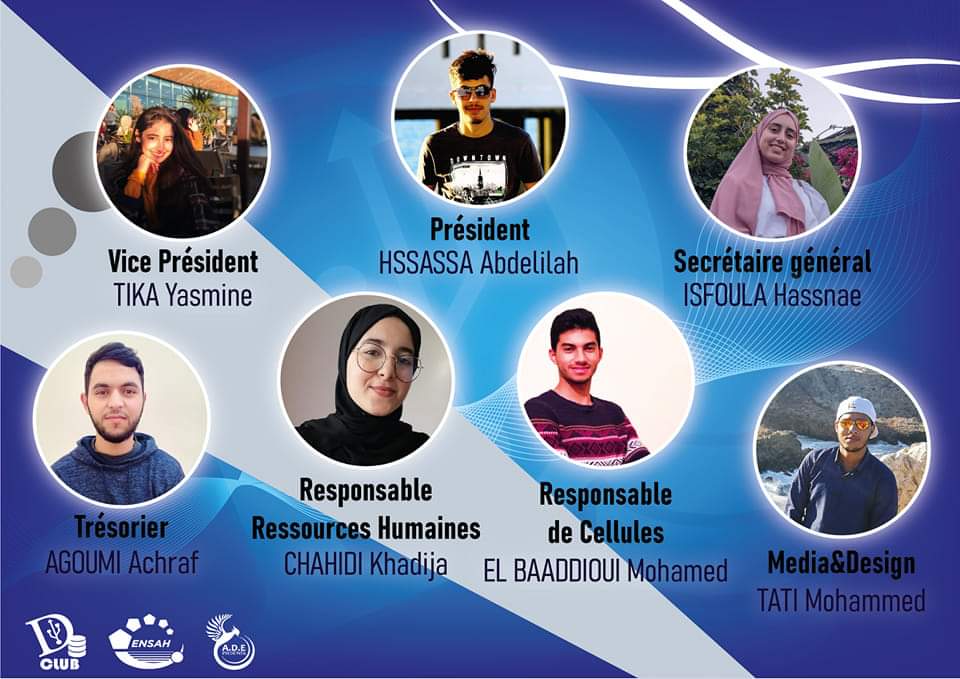 DOWNTOWN
Président
HSSASSA Abdelilah
Vice Président
TIKA Yasmine
Secrétaire général
ISFOULA Hassnae
Trésorier
AGOUMI Achraf
Responsable
Ressources Humaines
CHAHIDI Khadija
Responsable
de Cellules
EL BAADDIOUI Mohamed
Media&Design
TATI Mohammed
D
CLUB
ENSAH
A.D.E